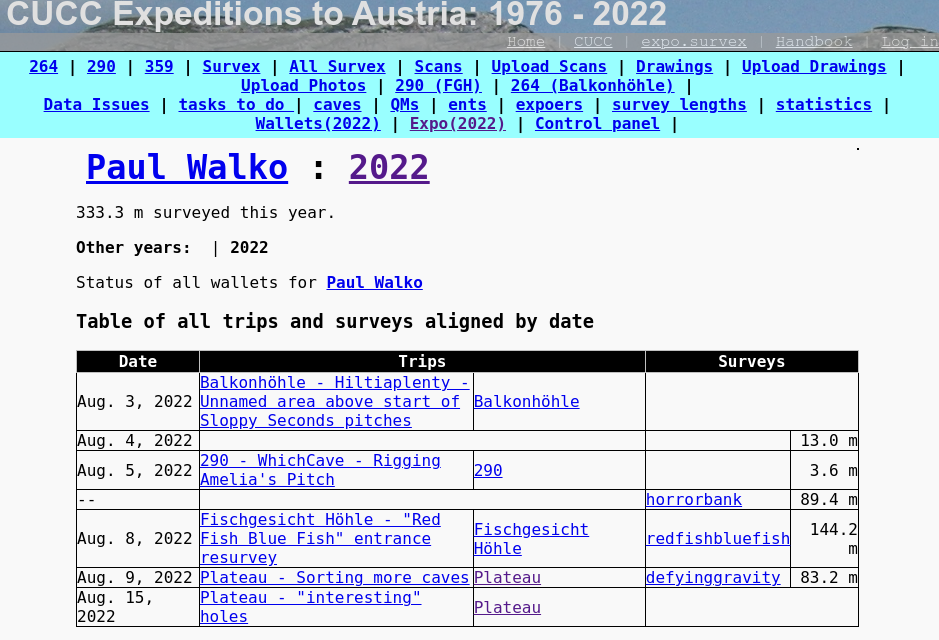 CUCC Expeditions to Austria: 1976 - 2022
Home | CUCC | expo.survex | Handbook | Log in
264 | 290 | 359 | Survex | All Survex | Scans | Upload Scans | Drawings | Upload Drawings |
Upload Photos | 290 (FGH) | 264 (Balkonhöhle) |
Data Issues | tasks to do | caves | QMs | ents | expoers | survey lengths | statistics |
Wallets(2022) | Expo(2022) | Control panel |
Paul Walko : 2022
333.3 m surveyed this year.
Other years: | 2022
Status of all wallets for Paul Walko
Table of all trips and surveys aligned by date
Date Trips Surveys
Balkonhöhle - Hiltiaplenty -
Aug. 3, 2022 Unnamed area above start of Balkonhöhle
Sloppy Seconds pitches
Aug. 4, 2022 13.0 m
Aug. 5, 2022 290 - WhichCave - Rigging 290 3.6 m
Amelia's Pitch
-- horrorbank 89.4 m
Fischgesicht Höhle - "Red Fischgesicht 144.2
Aug. 8, 2022 Fish Blue Fish" entrance Höhle redfishbluefish m
resurvey
Aug. 9, 2022 Plateau - Sorting more caves Plateau defyinggravity 83.2 m
Aug. 15, Plateau - "interesting" Plateau
2022 holes